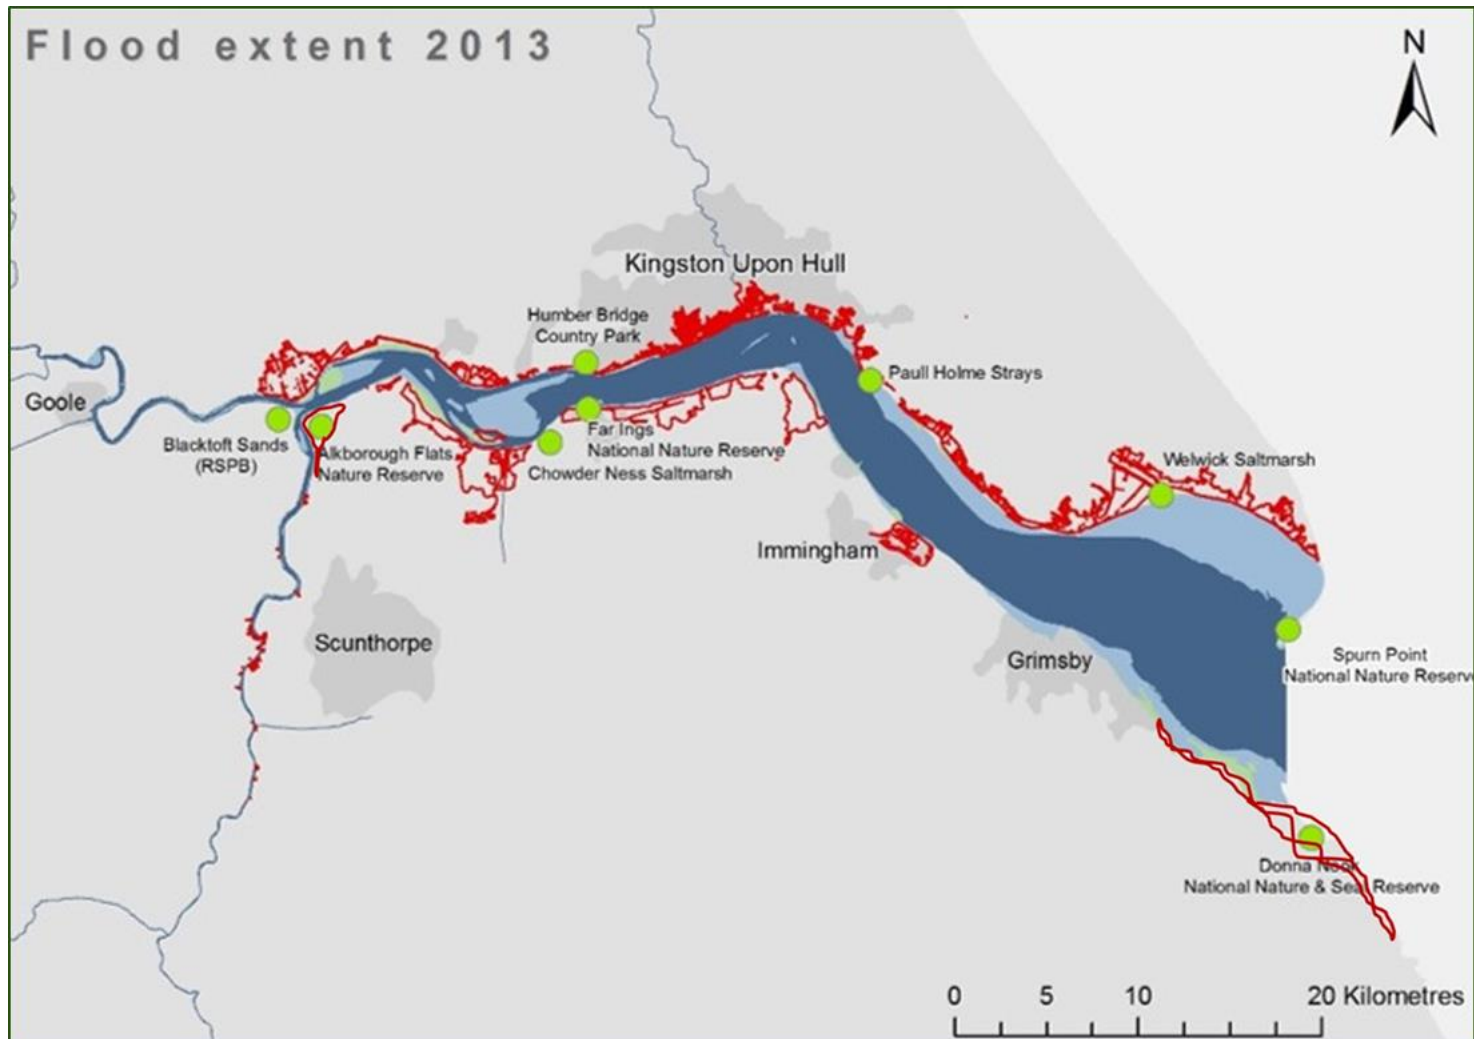 Flood extent 2013
N
Kingston Upon Hull
Humber Bridge
Country Park
Paull Holme Strays
Goole
Blacktoft Sands
(RSPB)
Alkborough Flats
Nature Reserve
Far Ings
National Nature Reserve
Chowder Ness Saltmarsh
Welwick Saltmarsh
Immingham
Scunthorpe
Grimsby
Spurn Point
National Nature Reserv
Donna Nook
National Nature & Seal Reserve
0 5 10 20 Kilometres